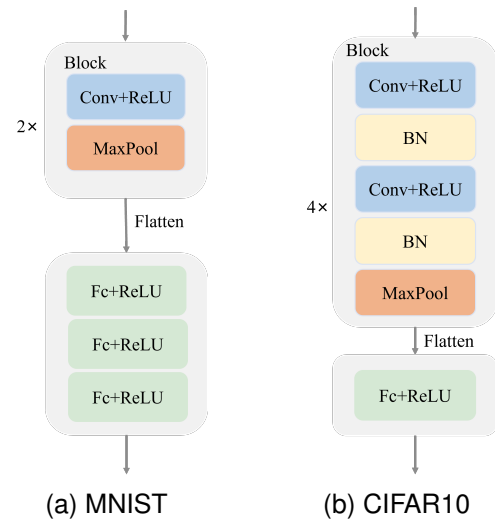 Block
Conv+ReLU
2×
MaxPool
Flatten
Fc+ReLU
Fc+ReLU
Fc+ReLU
(a) MNIST
Block
Conv+ReLU
BN
Conv+ReLU
4×
BN
MaxPool
Flatten
Fc+ReLU
(b) CIFAR10